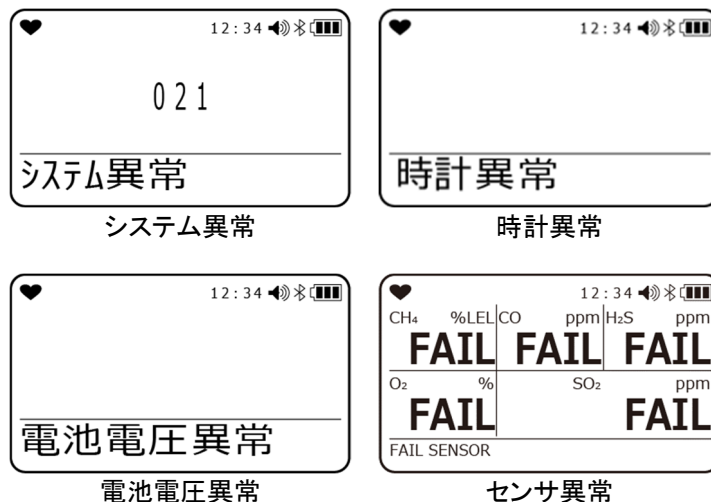 12:34
021
システム異常
システム異常
12:34
時計異常
時計異常
12:34
電池電圧異常
電池電圧異常
12:34
CH₄ %LEL CO ppm H₂S ppm
FAIL FAIL FAIL
O₂ % SO₂ ppm
FAIL FAIL
FAIL SENSOR
センサ異常